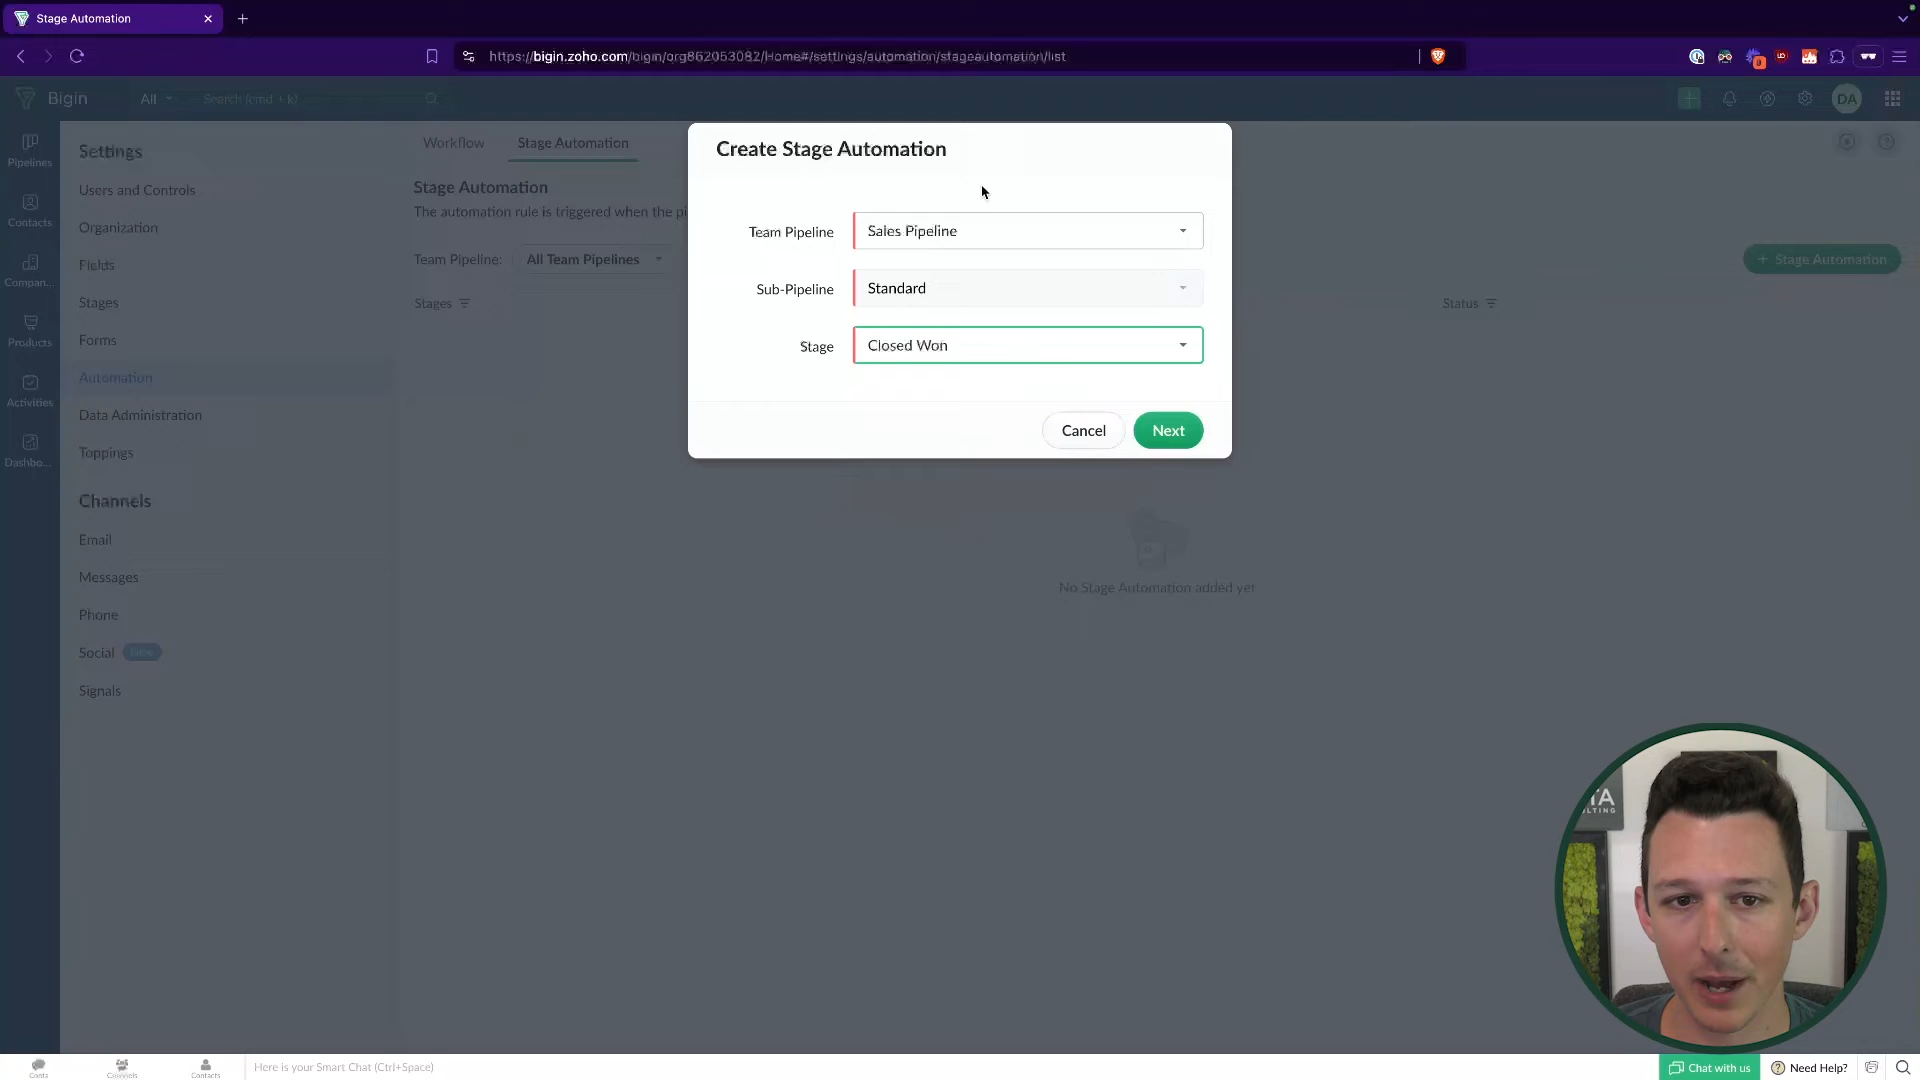 Stage Automation
https://bigin.zoho.com/bigin/org862053082/Home#/settings/automation/stageautomation/list
Bigin
All
Search (cmd + k)
DA
Pipelines
Contacts
Compan...
Products
Activities
Dashbo...
Settings
Users and Controls
Organization
Fields
Stages
Forms
Automation
Data Administration
Toppings
Channels
Email
Messages
Phone
Social
Signals
Workflow
Stage Automation
Stage Automation
The automation rule is triggered when the pi
Team Pipeline:
All Team Pipelines
+ Stage Automation
Stages
Status
Create Stage Automation
Team Pipeline
Sales Pipeline
Sub-Pipeline
Standard
Stage
Closed Won
Cancel
Next
No Stage Automation added yet
TA
LTING
Channels
Contacts
Here is your Smart Chat (Ctrl+Space)
Chat with us
Need Help?